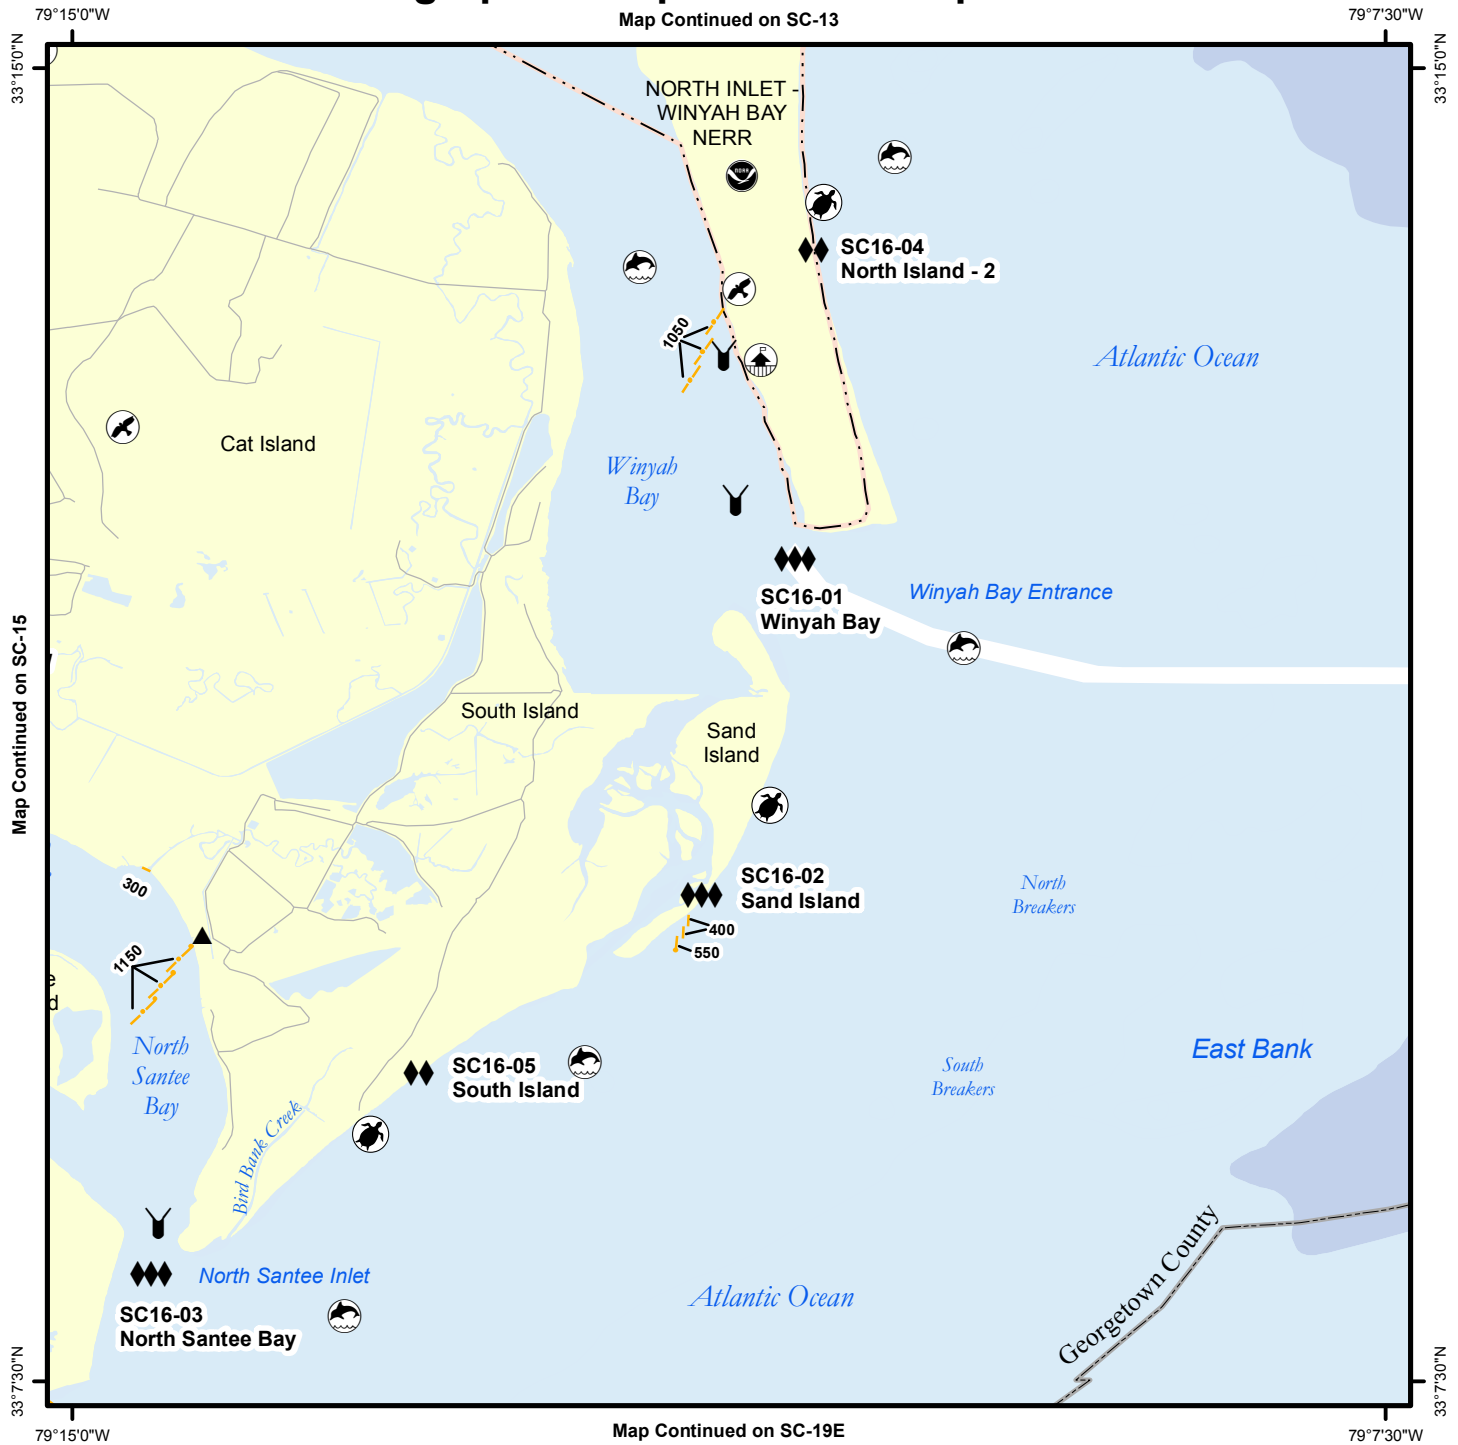 Map Continued on SC-13
79°15'0"W
79°7'30"W
33°15'0"N
33°15'0"N
NORTH INLET -
WINYAH BAY
NERR
NOAA
SC16-04
North Island - 2
1050
Atlantic Ocean
Cat Island
Winyah
Bay
SC16-01
Winyah Bay
Winyah Bay Entrance
Map Continued on SC-15
South Island
Sand
Island
300
SC16-02
Sand Island
400
550
North
Breakers
1150
e
d
North
Santee
Bay
SC16-05
South Island
South
Breakers
East Bank
Bird Bank Creek
North Santee Inlet
SC16-03
North Santee Bay
Atlantic Ocean
Georgetown County
33°7'30"N
33°7'30"N
79°15'0"W
Map Continued on SC-19E
79°7'30"W